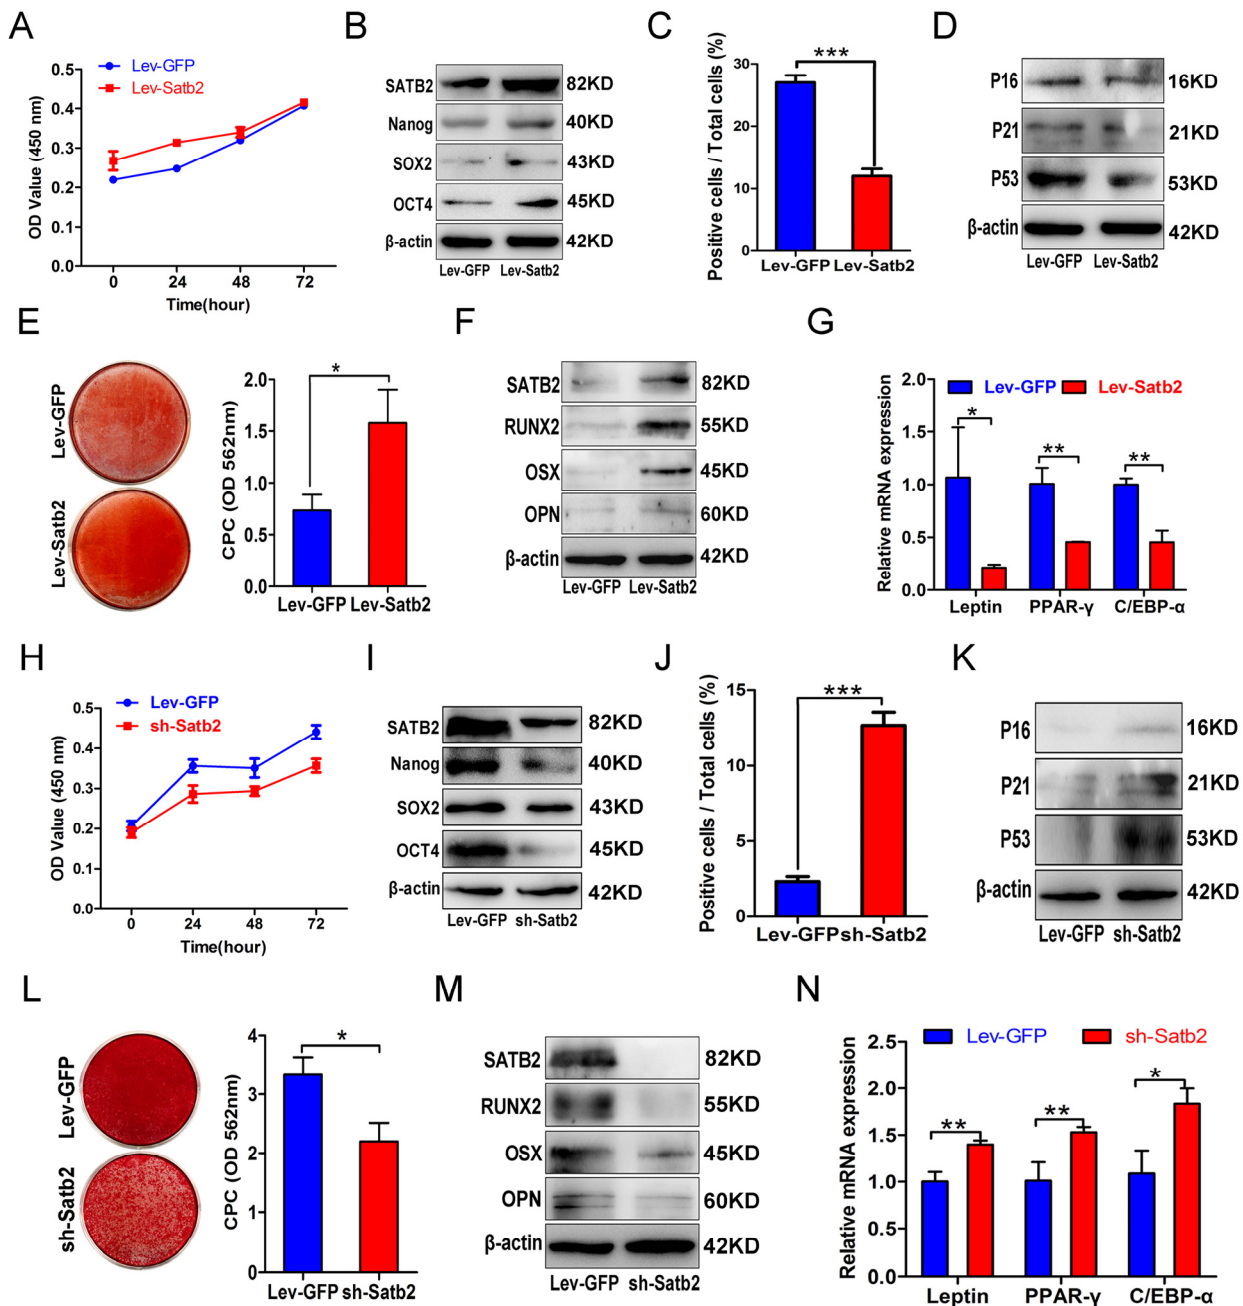 A
Lev-GFP
Lev-Satb2
OD Value (450 nm)
0.5
0.4
0.3
0.2
0.1
0.0
0 24 48 72
Time(hour)
B
SATB2 82KD
Nanog 40KD
SOX2 43KD
OCT4 45KD
β-actin 42KD
Lev-GFP Lev-Satb2
C
Positive cells / Total cells (%)
30
20
10
0
***
Lev-GFP Lev-Satb2
D
P16 16KD
P21 21KD
P53 53KD
β-actin 42KD
Lev-GFP Lev-Satb2
E
Lev-GFP
Lev-Satb2
CPC (OD 562nm)
2.0
1.5
1.0
0.5
0.0
*
Lev-GFP Lev-Satb2
F
SATB2 82KD
RUNX2 55KD
OSX 45KD
OPN 60KD
β-actin 42KD
Lev-GFP Lev-Satb2
G
Relative mRNA expression
2.0
1.5
1.0
0.5
0.0
Lev-GFP Lev-Satb2
* ** **
Leptin PPAR-γ C/EBP-α
H
Lev-GFP
sh-Satb2
OD Value (450 nm)
0.5
0.4
0.3
0.2
0.1
0.0
0 24 48 72
Time(hour)
I
SATB2 82KD
Nanog 40KD
SOX2 43KD
OCT4 45KD
β-actin 42KD
Lev-GFP sh-Satb2
J
Positive cells / Total cells (%)
15
10
5
0
***
Lev-GFP sh-Satb2
K
P16 16KD
P21 21KD
P53 53KD
β-actin 42KD
Lev-GFP sh-Satb2
L
Lev-GFP
sh-Satb2
CPC (OD 562nm)
4
3
2
2
0
*
Lev-GFP sh-Satb2
M
SATB2 82KD
RUNX2 55KD
OSX 45KD
OPN 60KD
β-actin 42KD
Lev-GFP sh-Satb2
N
Lev-GFP sh-Satb2
Relative mRNA expression
2.5
2.0
1.5
1.0
0.5
0.0
** ** *
Leptin PPAR-γ C/EBP-α